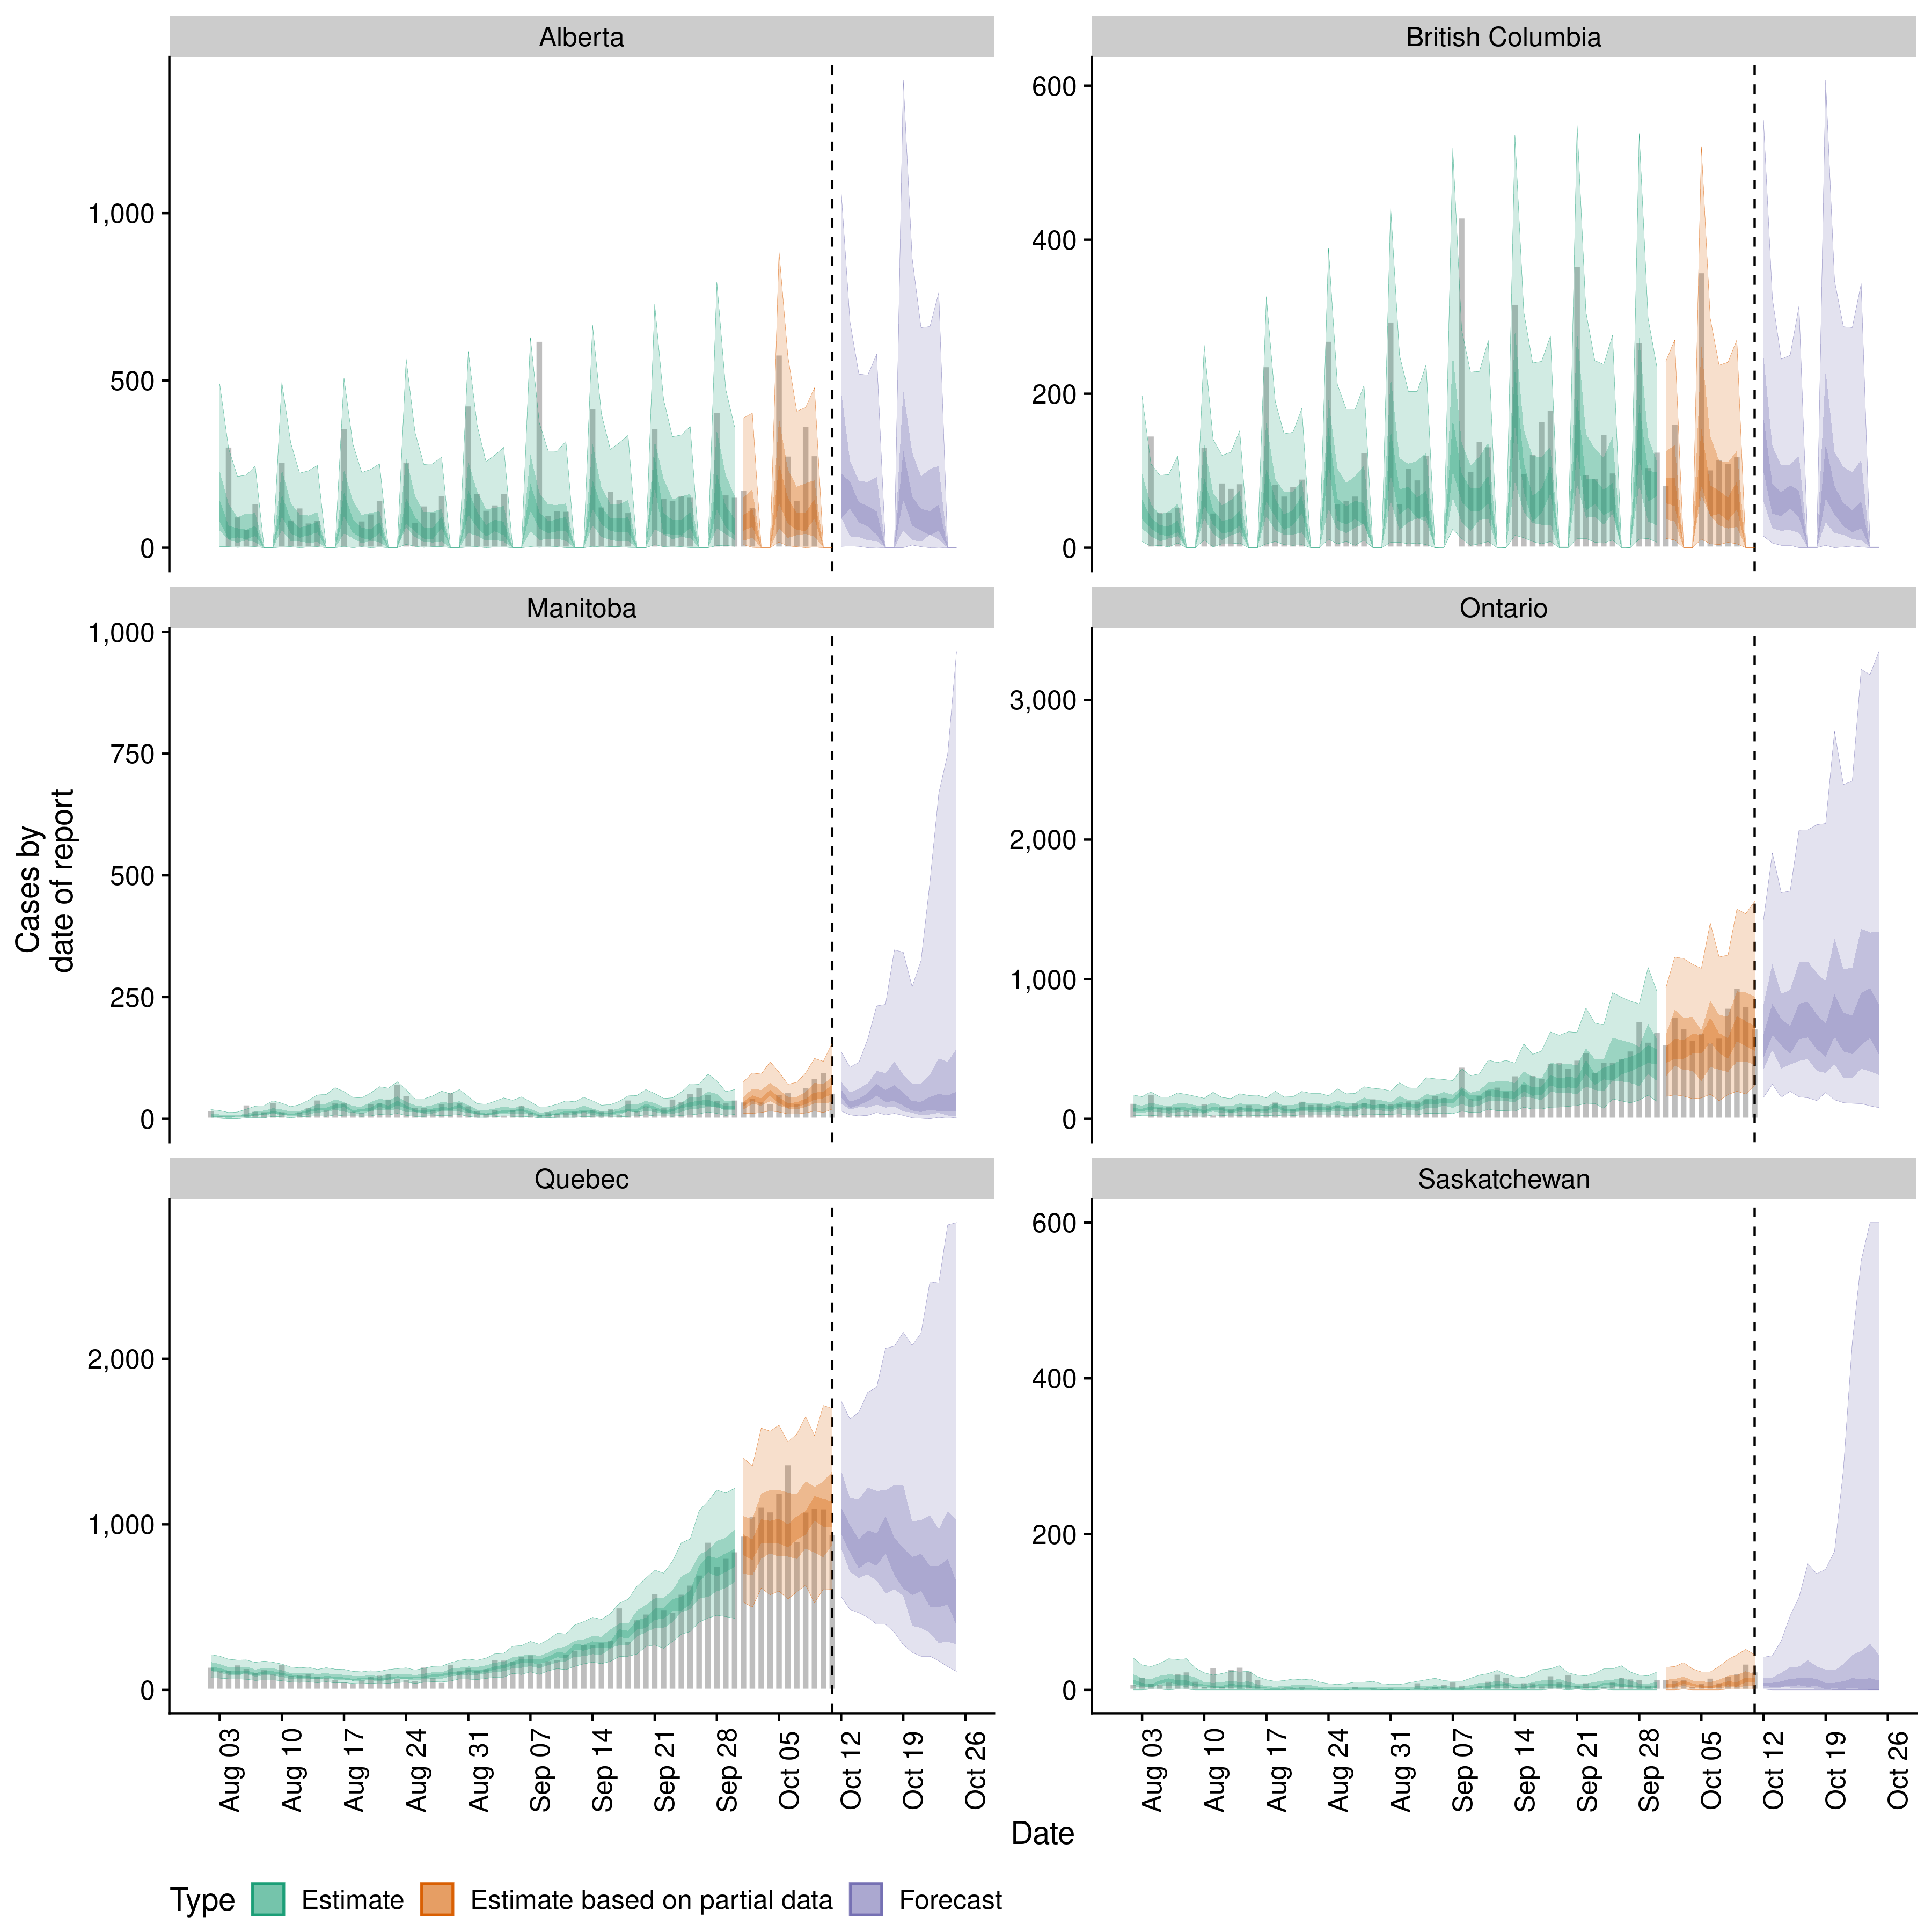 Alberta
British Columbia
1,000
500
0
600
400
200
0
Manitoba
Ontario
1,000
750
500
250
0
3,000
2,000
1,000
0
Cases by
date of report
Quebec
Saskatchewan
2,000
1,000
0
600
400
200
0
Aug 03
Aug 10
Aug 17
Aug 24
Aug 31
Sep 07
Sep 14
Sep 21
Sep 28
Oct 05
Oct 12
Oct 19
Oct 26
Aug 03
Aug 10
Aug 17
Aug 24
Aug 31
Sep 07
Sep 14
Sep 21
Sep 28
Oct 05
Oct 12
Oct 19
Oct 26
Date
Type Estimate Estimate based on partial data Forecast